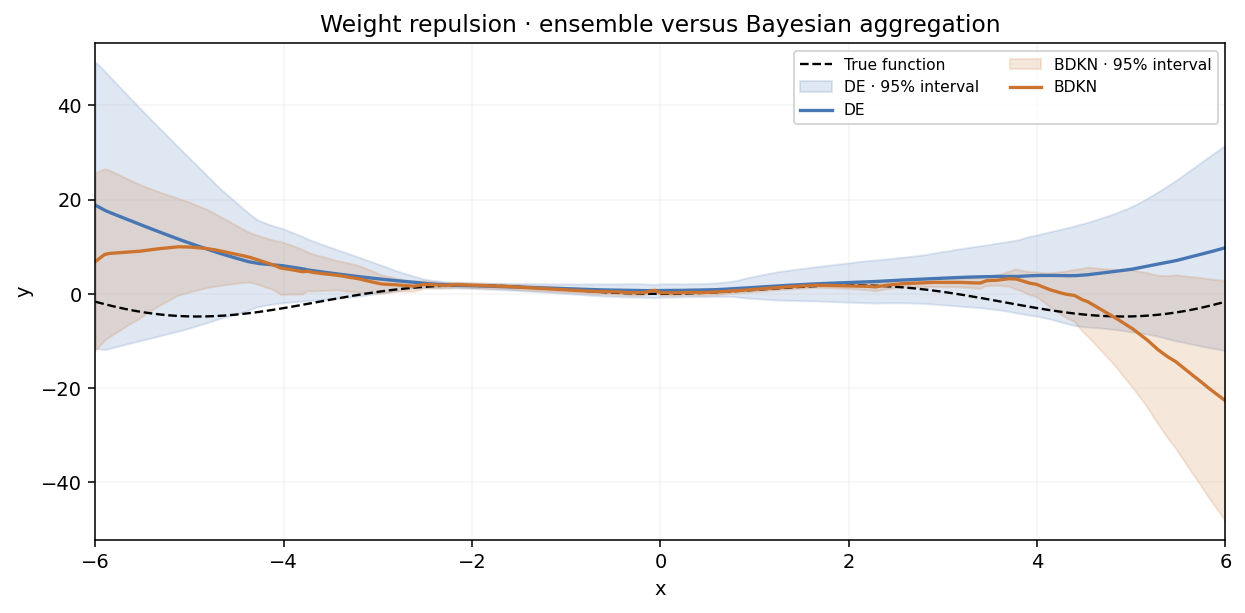 Weight repulsion · ensemble versus Bayesian aggregation
True function
DE · 95% interval
DE
BDKN · 95% interval
BDKN
y
40
20
0
−20
−40
−6
−4
−2
0
2
4
6
x